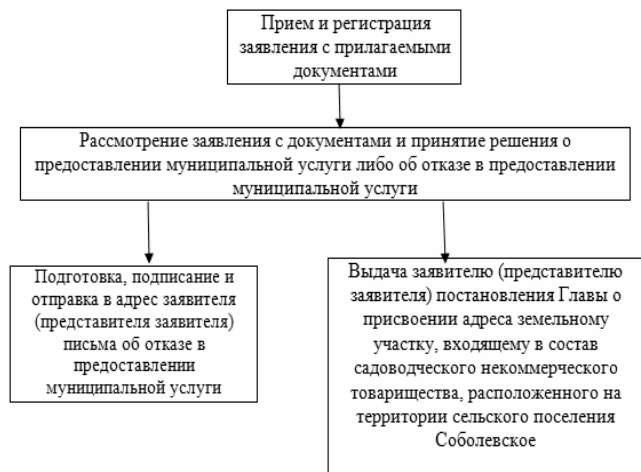 Прием и регистрация
заявления с прилагаемыми
документами
Рассмотрение заявления с документами и принятие решения о
предоставлении муниципальной услуги либо об отказе в предоставлении
муниципальной услуги
Подготовка, подписание и
отправка в адрес заявителя
(представителя заявителя)
письма об отказе в
предоставлении
муниципальной услуги
Выдача заявителю (представителю
заявителя) постановления Главы о
присвоении адреса земельному
участку, входящему в состав
садоводческого некоммерческого
товарищества, расположенного на
территории сельского поселения
Соболевское